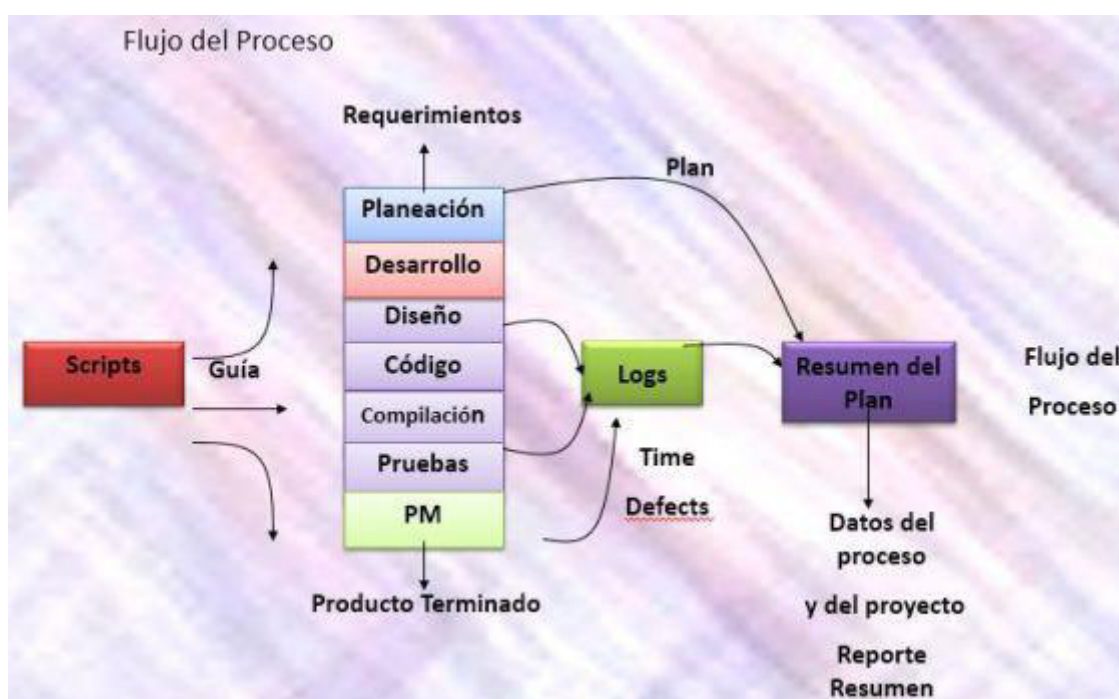 Flujo del Proceso
Requerimientos
Plan
Planeación
Desarrollo
Diseño
Código
Compilación
Pruebas
PM
Producto Terminado
Scripts
Guía
Logs
Time
Defects
Resumen del
Plan
Datos del
proceso
y del proyecto
Reporte
Resumen
Flujo del
Proceso